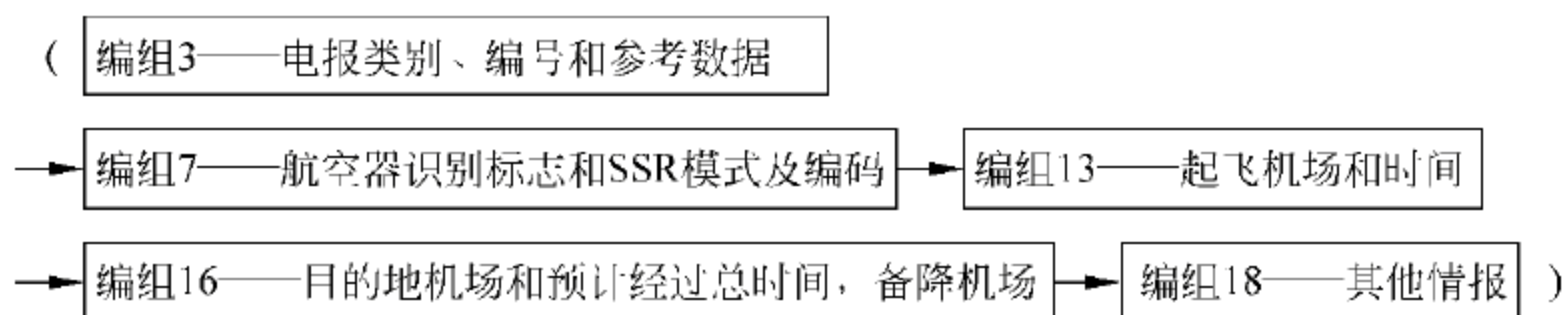 ( 编组3——电报类别、编号和参考数据
编组7——航空器识别标志和SSR模式及编码 编组13——起飞机场和时间
编组16——目的地机场和预计经过总时间，备降机场 编组18——其他情报 )